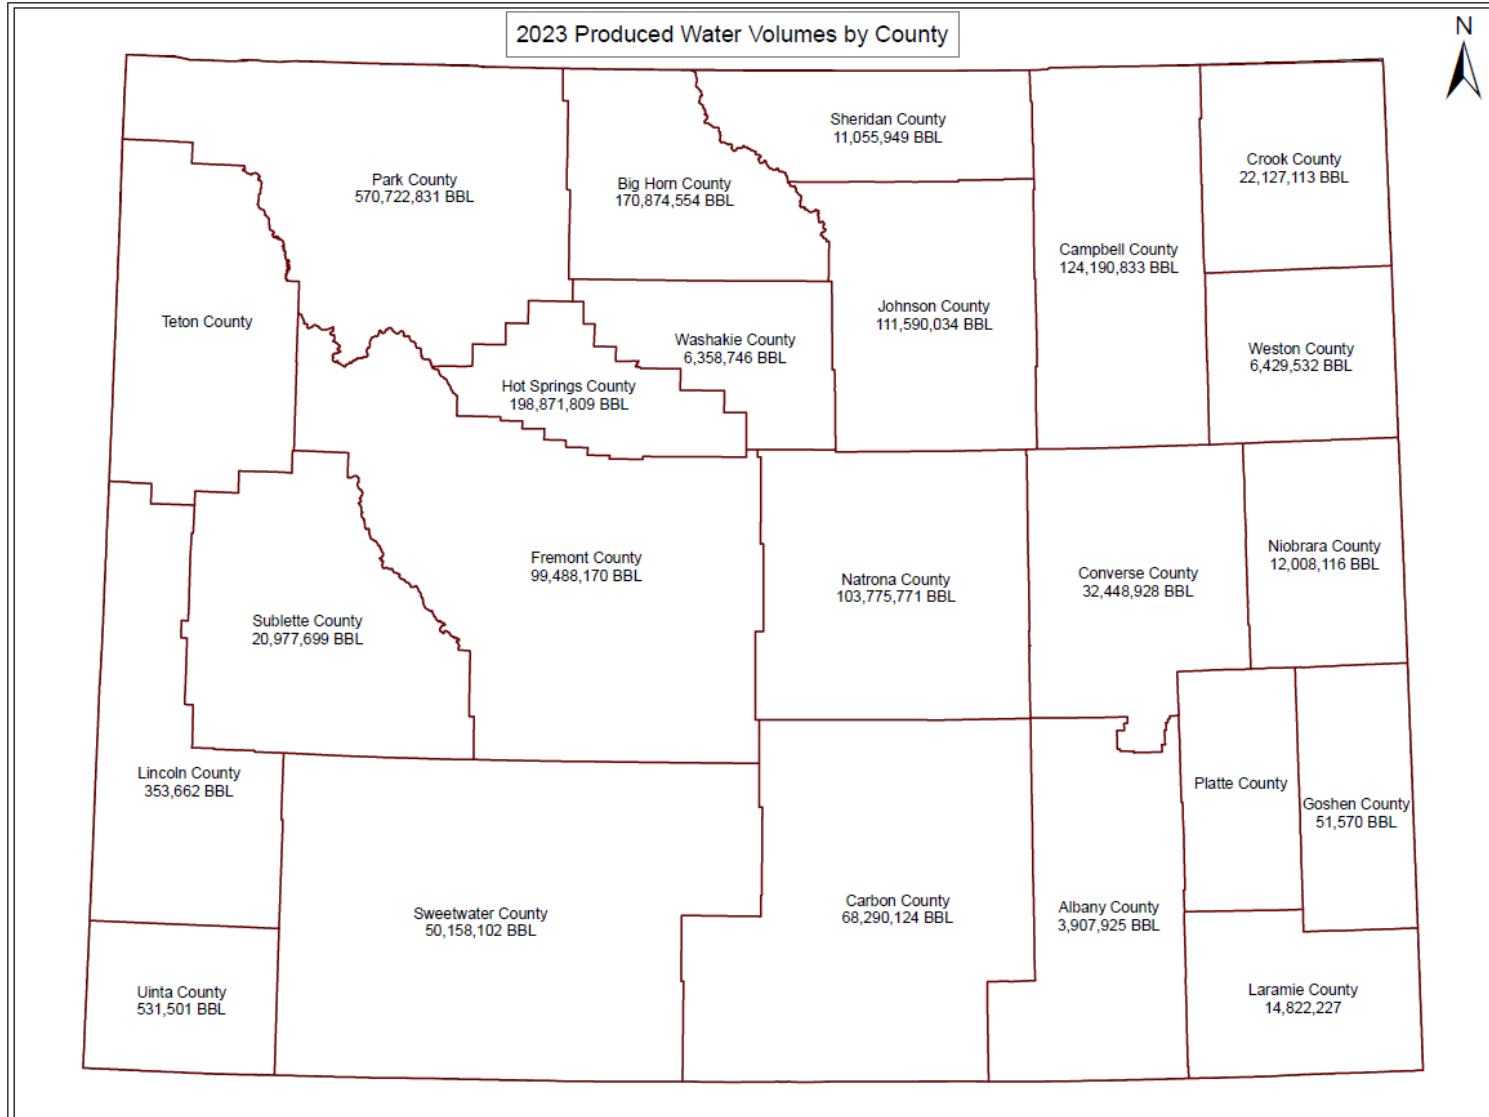 2023 Produced Water Volumes by County
N
Sheridan County
11,055,949 BBL
Crook County
22,127,113 BBL
Park County
570,722,831 BBL
Big Horn County
170,874,554 BBL
Campbell County
124,190,833 BBL
Teton County
Johnson County
111,590,034 BBL
Washakie County
6,358,746 BBL
Weston County
6,429,532 BBL
Hot Springs County
198,871,809 BBL
Fremont County
99,488,170 BBL
Natrona County
103,775,771 BBL
Converse County
32,448,928 BBL
Niobrara County
12,008,116 BBL
Sublette County
20,977,699 BBL
Lincoln County
353,662 BBL
Platte County
Goshen County
51,570 BBL
Sweetwater County
50,158,102 BBL
Carbon County
68,290,124 BBL
Albany County
3,907,925 BBL
Uinta County
531,501 BBL
Laramie County
14,822,227